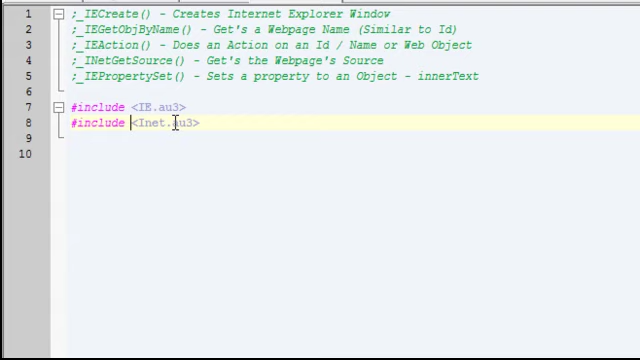 1 ;_IECreate() - Creates Internet Explorer Window
2 ;_IEGetObjByName() - Get's a Webpage Name (Similar to Id)
3 ;_IEAction() - Does an Action on an Id / Name or Web Object
4 ;_INetGetSource() - Get's the Webpage's Source
5 ;_IEPropertySet() - Sets a property to an Object - innerText
6
7 #include <IE.au3>
8 #include <Inet.au3>
9
10